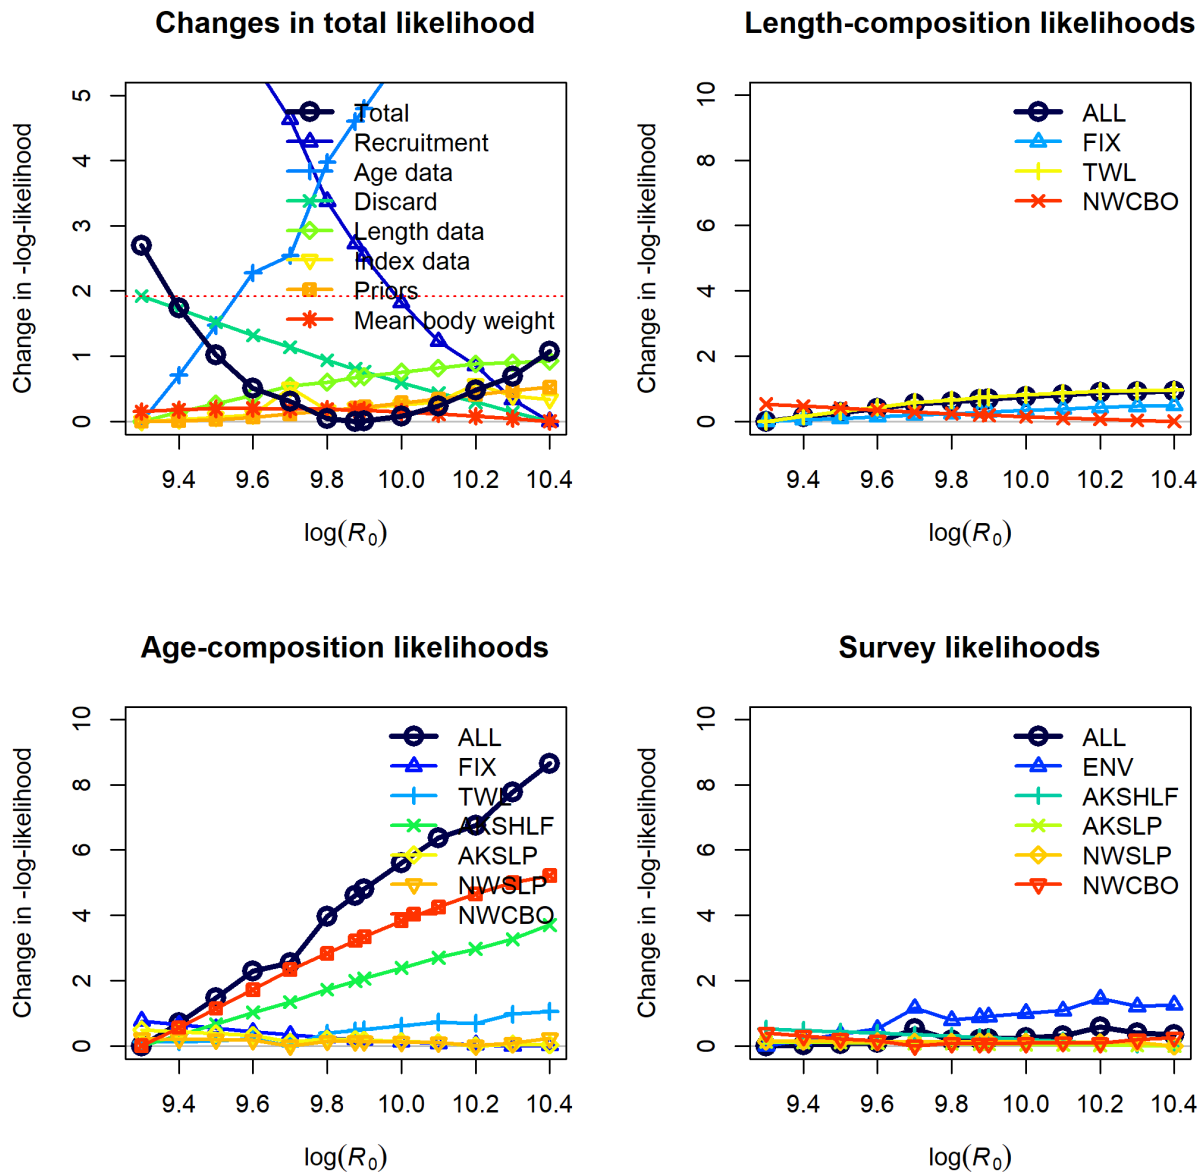 Changes in total likelihood
Change in -log-likelihood
5
4
3
2
1
0
Total
Recruitment
Age data
Discard
Length data
Index data
Priors
Mean body weight
9.4
9.6
9.8
10.0
10.2
10.4
log(R0)
Length-composition likelihoods
Change in -log-likelihood
10
8
6
4
2
0
ALL
FIX
TWL
NWCBO
9.4
9.6
9.8
10.0
10.2
10.4
log(R0)
Age-composition likelihoods
Change in -log-likelihood
10
8
6
4
2
0
ALL
FIX
TWL
AKSHLF
AKSLP
NWSLP
NWCBO
9.4
9.6
9.8
10.0
10.2
10.4
log(R0)
Survey likelihoods
Change in -log-likelihood
10
8
6
4
2
0
ALL
ENV
AKSHLF
AKSLP
NWSLP
NWCBO
9.4
9.6
9.8
10.0
10.2
10.4
log(R0)